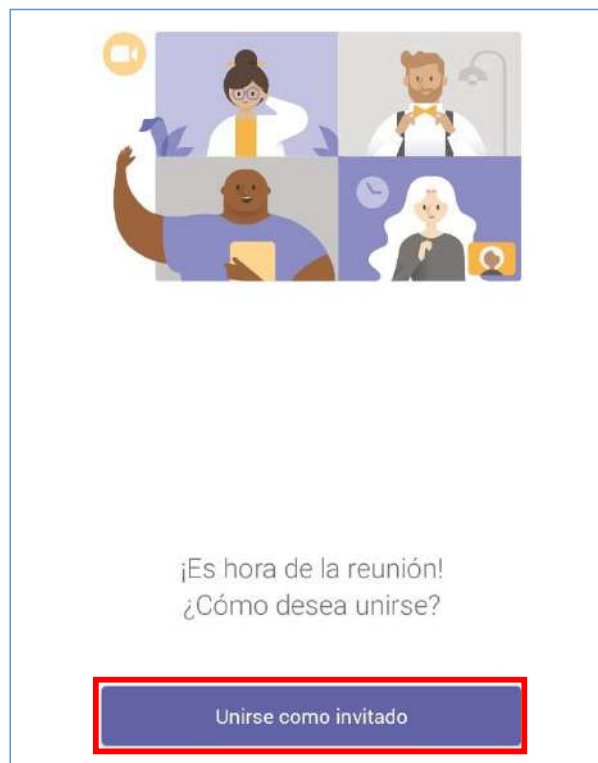 ¡Es hora de la reunión!
¿Cómo desea unirse?
Unirse como invitado